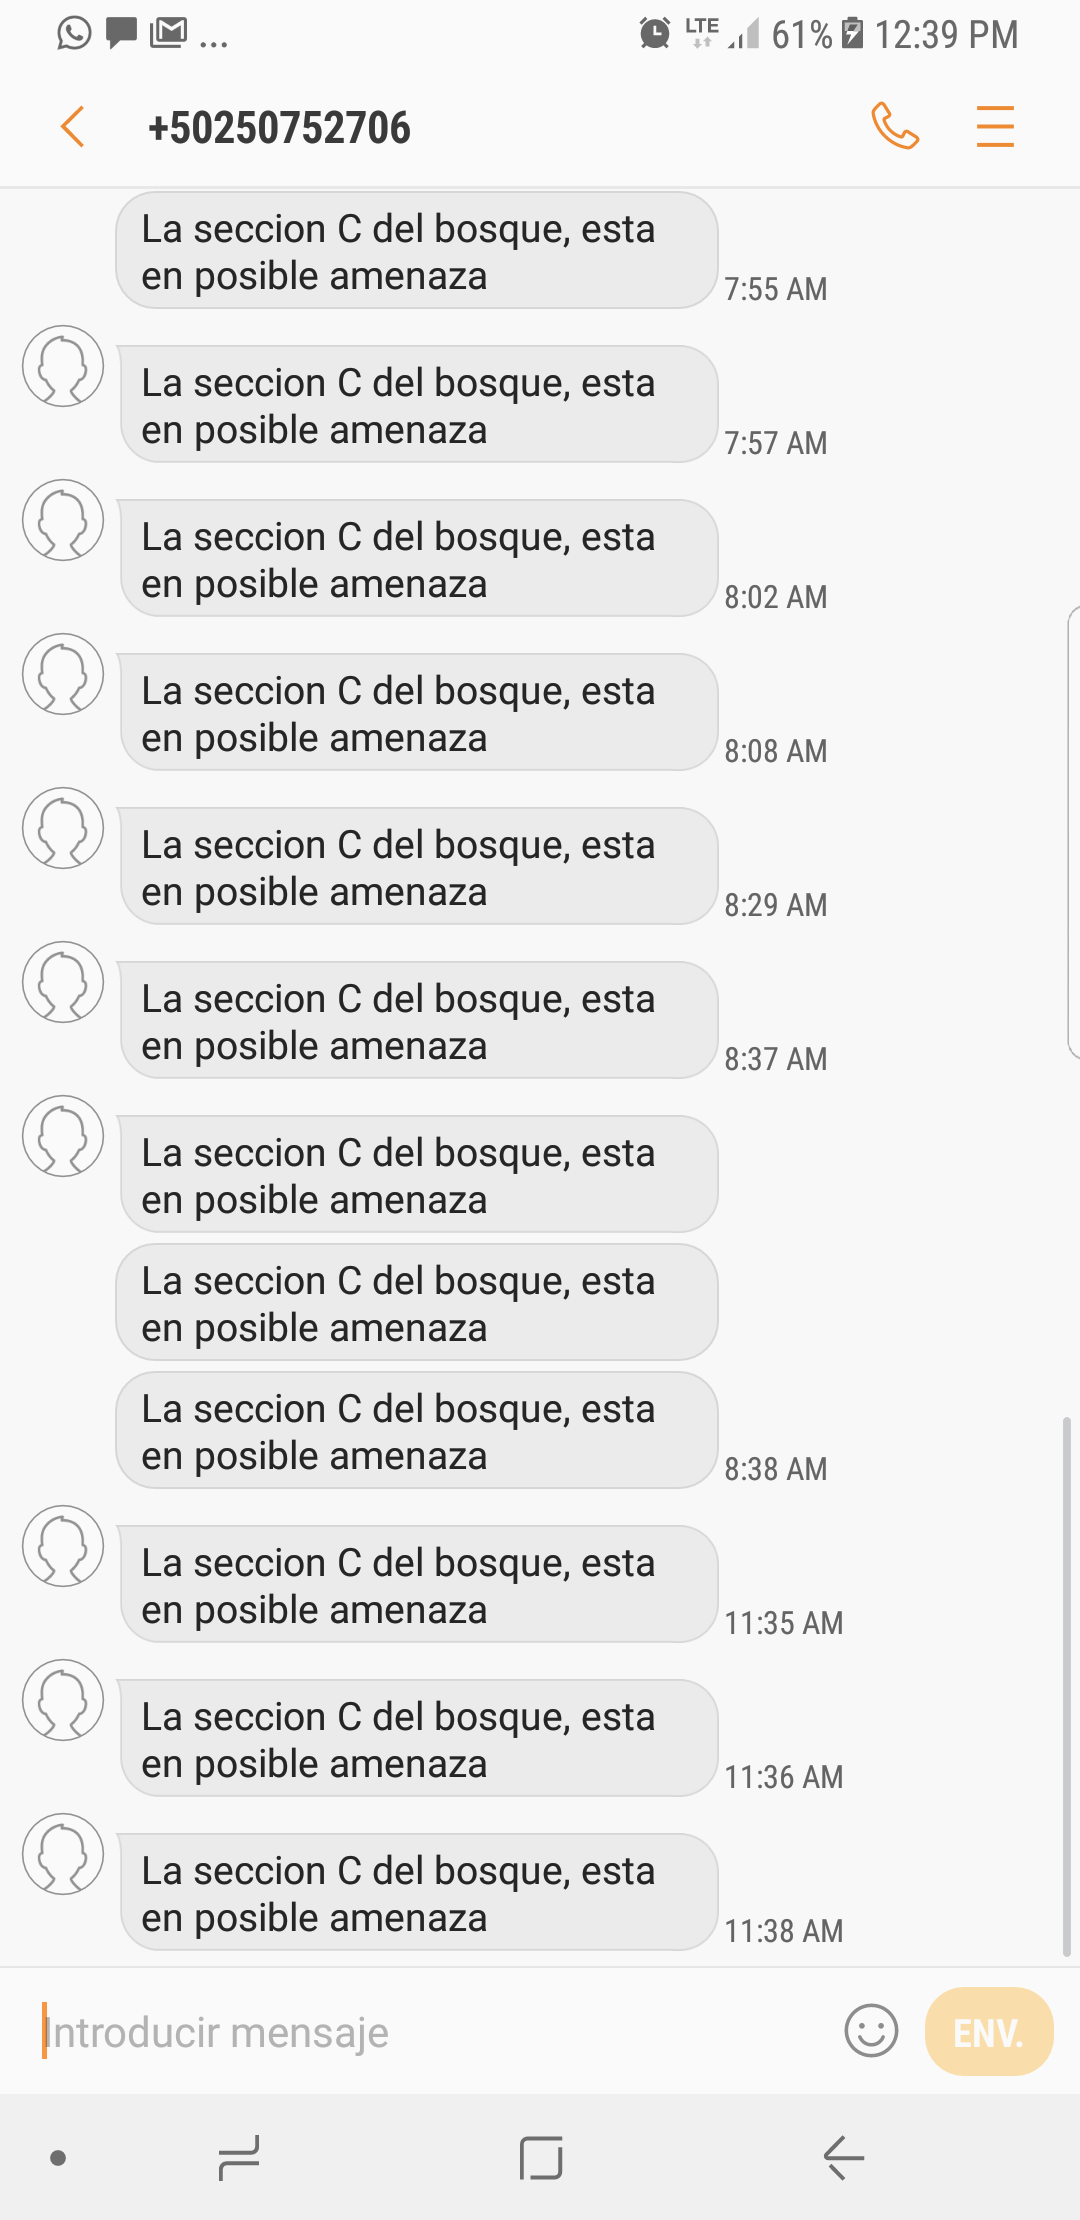 ... LTE 61% 12:39 PM
+50250752706
La seccion C del bosque, esta
en posible amenaza
7:55 AM
La seccion C del bosque, esta
en posible amenaza
7:57 AM
La seccion C del bosque, esta
en posible amenaza
8:02 AM
La seccion C del bosque, esta
en posible amenaza
8:08 AM
La seccion C del bosque, esta
en posible amenaza
8:29 AM
La seccion C del bosque, esta
en posible amenaza
8:37 AM
La seccion C del bosque, esta
en posible amenaza
La seccion C del bosque, esta
en posible amenaza
La seccion C del bosque, esta
en posible amenaza
8:38 AM
La seccion C del bosque, esta
en posible amenaza
11:35 AM
La seccion C del bosque, esta
en posible amenaza
11:36 AM
La seccion C del bosque, esta
en posible amenaza
11:38 AM
Introducir mensaje
ENV.